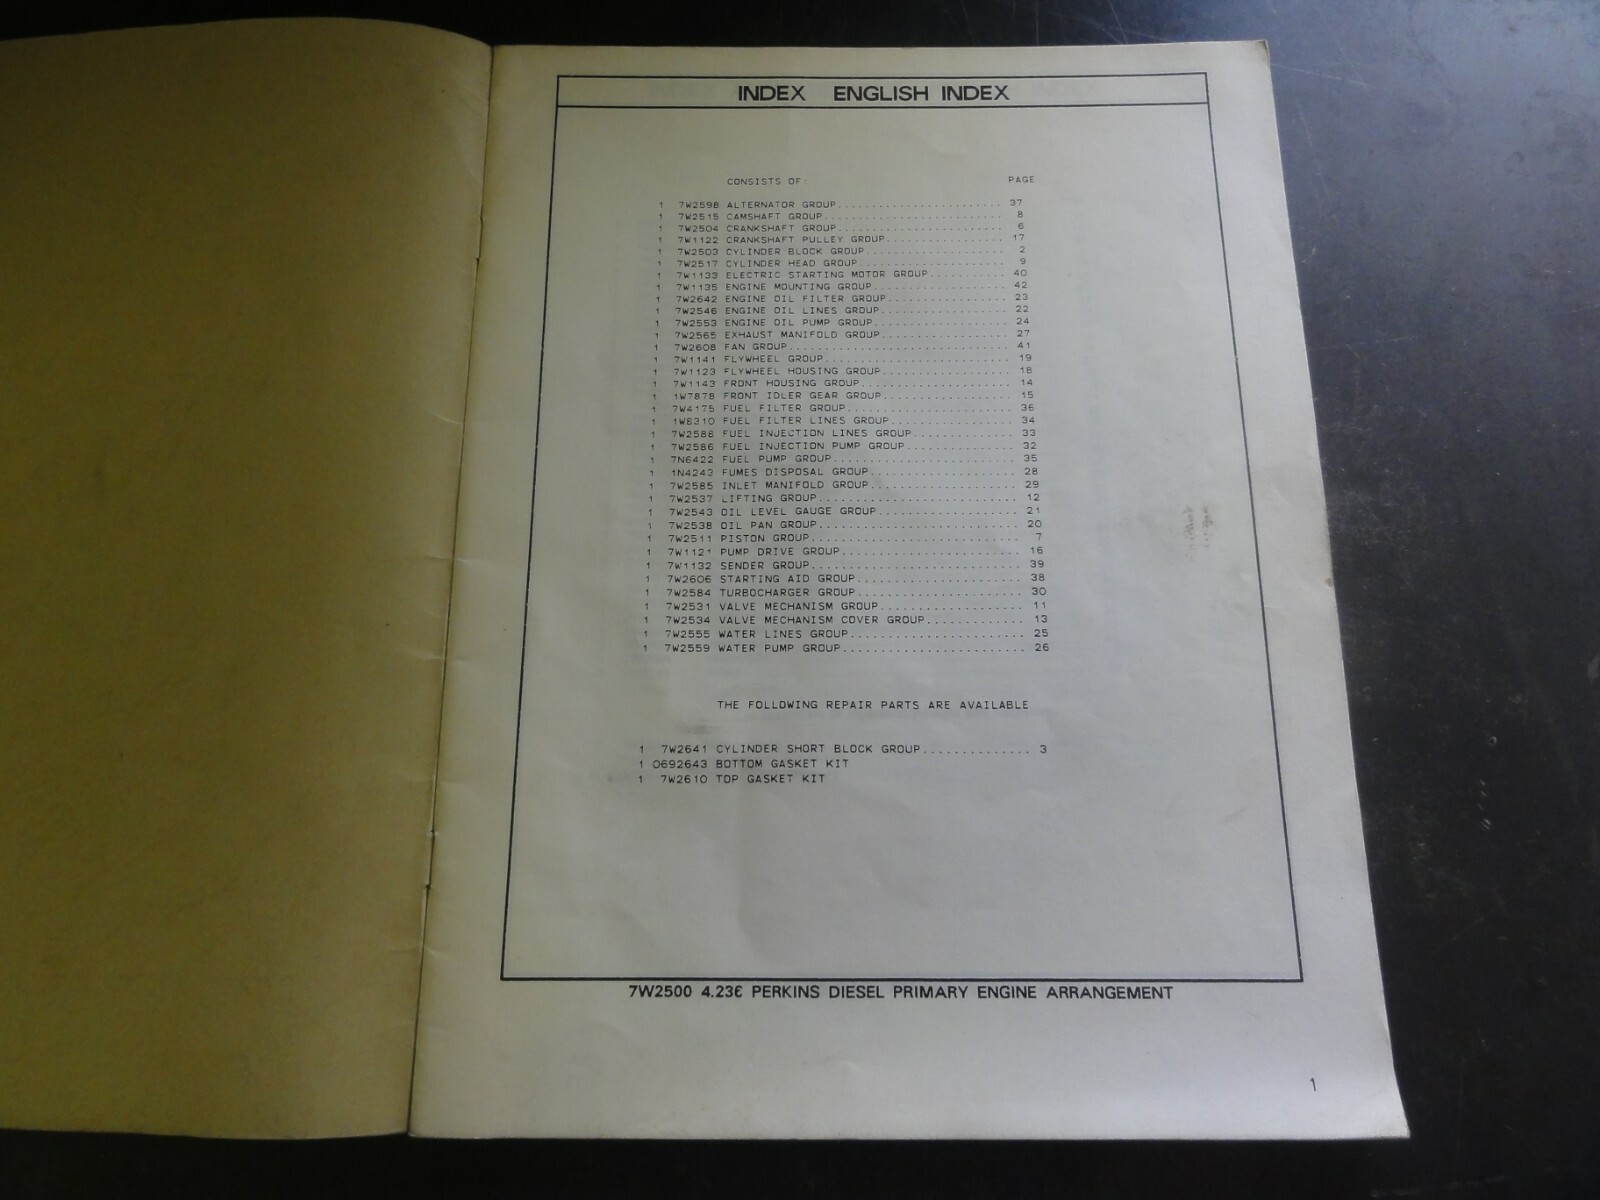 INDEX ENGLISH INDEX
CONSISTS OF: PAGE
1 7W2598 ALTERNATOR GROUP........................ 37
1 7W2515 CAMSHAFT GROUP.......................... 8
1 7W2504 CRANKSHAFT GROUP........................ 6
1 7W1122 CRANKSHAFT PULLEY GROUP................. 17
1 7W2503 CYLINDER BLOCK GROUP.................... 2
1 7W2517 CYLINDER HEAD GROUP..................... 9
1 7W1133 ELECTRIC STARTING MOTOR GROUP........... 40
1 7W1135 ENGINE MOUNTING GROUP................... 42
1 7W2642 ENGINE OIL FILTER GROUP................. 23
1 7W2546 ENGINE OIL LINES GROUP.................. 22
1 7W2553 ENGINE OIL PUMP GROUP................... 24
1 7W2565 EXHAUST MANIFOLD GROUP.................. 27
1 7W2608 FAN GROUP............................... 41
1 7W1141 FLYWHEEL GROUP.......................... 19
1 7W1123 FLYWHEEL HOUSING GROUP.................. 18
1 7W1143 FRONT HOUSING GROUP..................... 14
1 1W7878 FRONT IDLER GEAR GROUP.................. 15
1 7W4175 FUEL FILTER GROUP....................... 36
1 1W8310 FUEL FILTER LINES GROUP................. 34
1 7W2588 FUEL INJECTION LINES GROUP.............. 33
1 7W2586 FUEL INJECTION PUMP GROUP............... 32
1 7N6422 FUEL PUMP GROUP......................... 35
1 1N4243 FUMES DISPOSAL GROUP.................... 28
1 7W2585 INLET MANIFOLD GROUP.................... 29
1 7W2537 LIFTING GROUP........................... 12
1 7W2543 OIL LEVEL GAUGE GROUP................... 21
1 7W2538 OIL PAN GROUP........................... 20
1 7W2511 PISTON GROUP............................ 7
1 7W1121 PUMP DRIVE GROUP........................ 16
1 7W1132 SENDER GROUP............................ 39
1 7W2606 STARTING AID GROUP...................... 38
1 7W2584 TURBOCHARGER GROUP...................... 30
1 7W2531 VALVE MECHANISM GROUP................... 11
1 7W2534 VALVE MECHANISM COVER GROUP............. 13
1 7W2555 WATER LINES GROUP....................... 25
1 7W2559 WATER PUMP GROUP........................ 26
THE FOLLOWING REPAIR PARTS ARE AVAILABLE
1 7W2641 CYLINDER SHORT BLOCK GROUP.............. 3
1 0692643 BOTTOM GASKET KIT
1 7W2610 TOP GASKET KIT
7W2500 4.236 PERKINS DIESEL PRIMARY ENGINE ARRANGEMENT
1